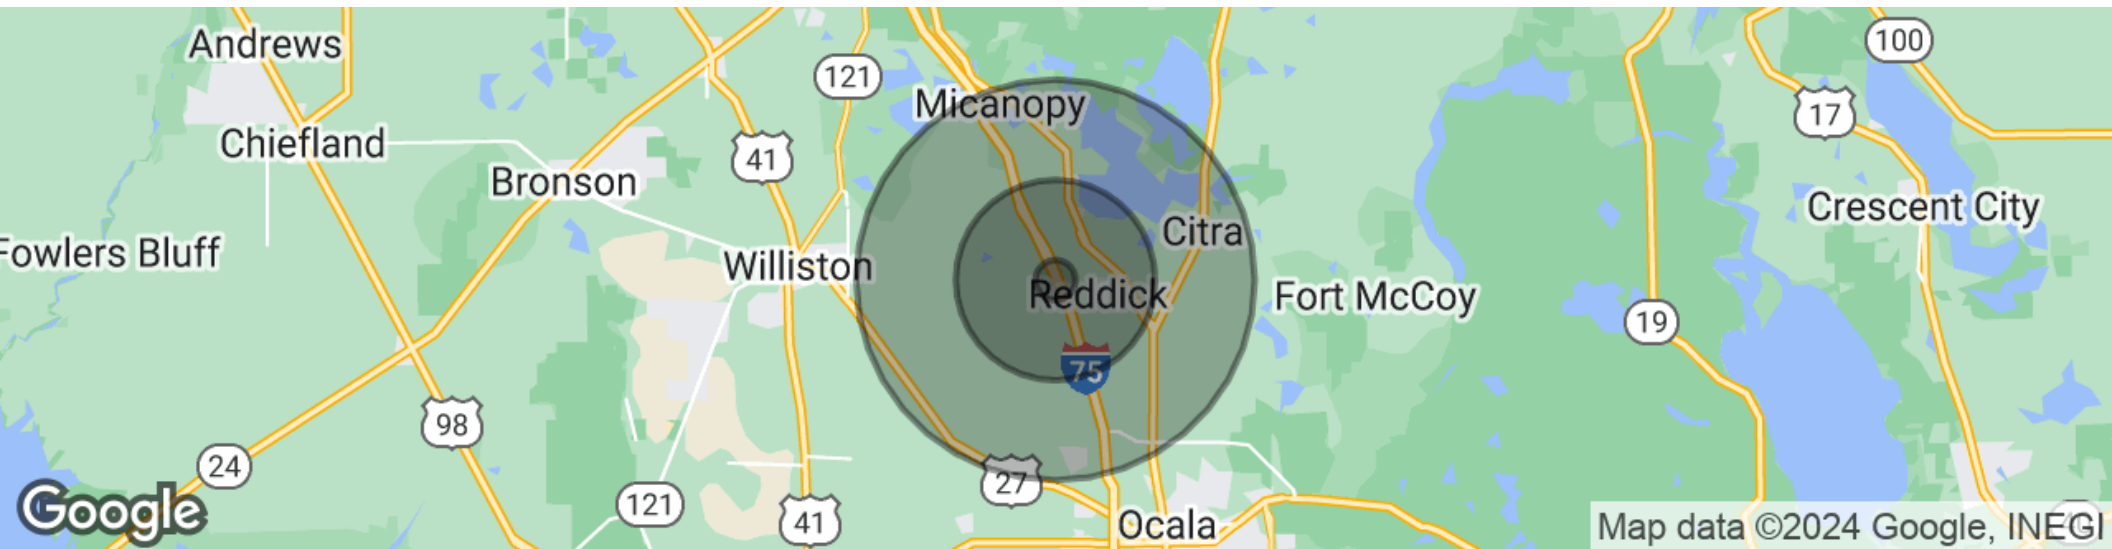 Andrews
100
121
Micanopy
17
Chiefland
41
Bronson
Crescent City
Citra
Fowlers Bluff
Williston
Reddick
Fort McCoy
19
75
98
24
27
121
Google
41
Ocala
Map data ©2024 Google, INEGI
40